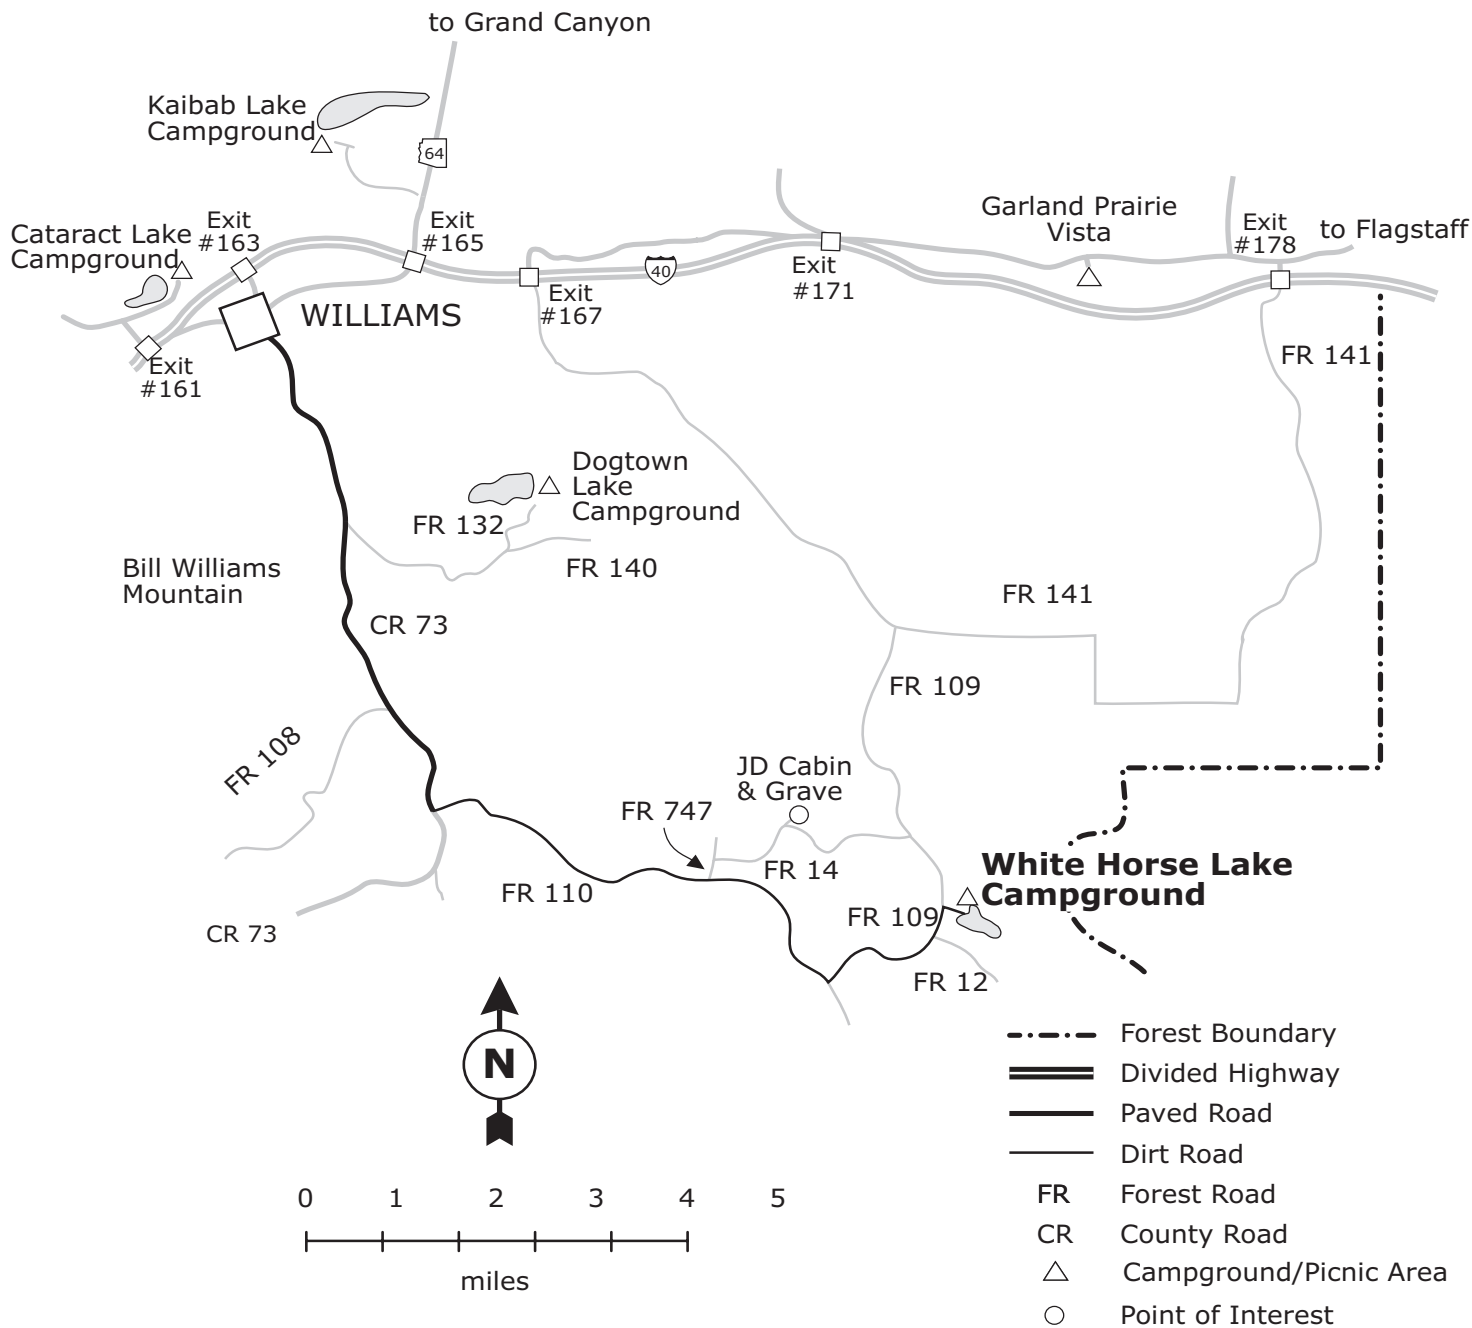 to Grand Canyon
Kaibab Lake
Campground
64
Cataract Lake
Campground
Exit
#163
Exit
#165
Garland Prairie
Vista
Exit
#178
to Flagstaff
40
Exit
#171
Exit
#167
WILLIAMS
Exit
#161
FR 141
Dogtown
Lake
Campground
FR 132
FR 140
Bill Williams
Mountain
CR 73
FR 141
FR 109
FR 108
JD Cabin
& Grave
FR 747
FR 14
White Horse Lake
Campground
FR 110
FR 109
CR 73
FR 12
N
0 1 2 3 4 5
miles
Forest Boundary
Divided Highway
Paved Road
Dirt Road
FR Forest Road
CR County Road
Campground/Picnic Area
Point of Interest